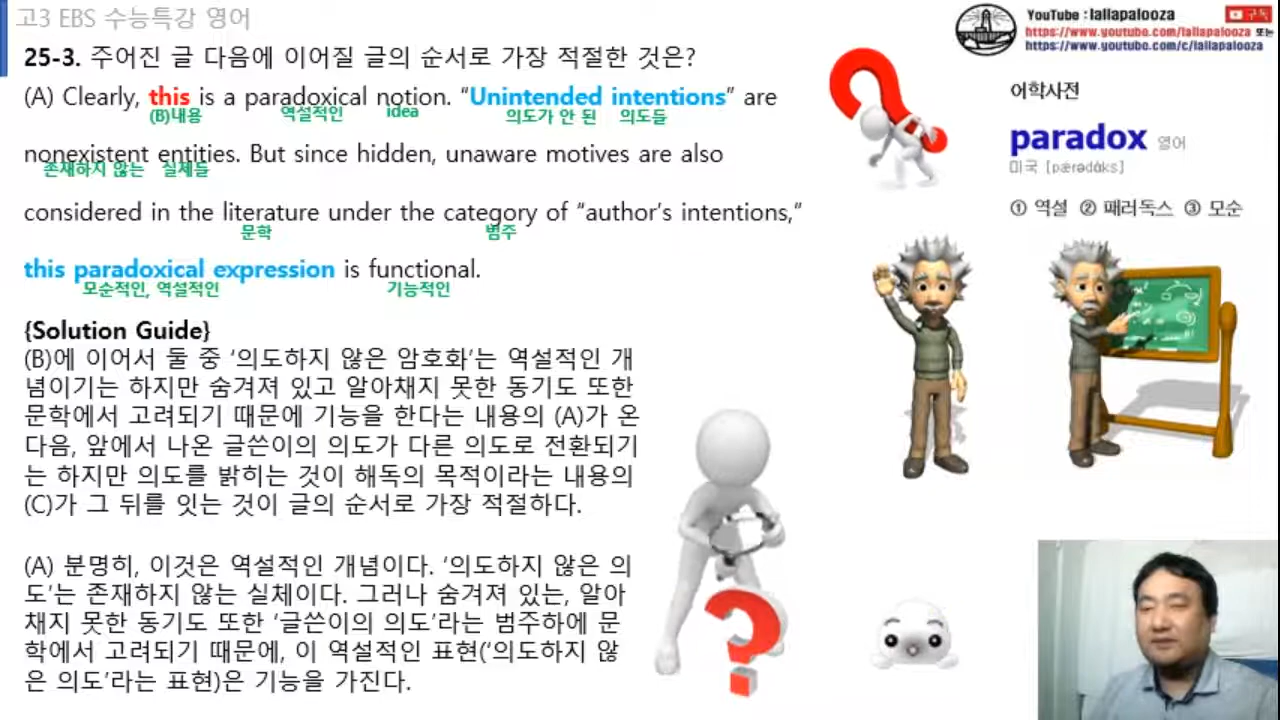 고3 EBS 수능특강 영어
25-3. 주어진 글 다음에 이어질 글의 순서로 가장 적절한 것은?
(A) Clearly, this is a paradoxical notion. “Unintended intentions” are
(B)내용 역설적인 idea 의도가 안 된 의도들
nonexistent entities. But since hidden, unaware motives are also
존재하지 않는 실제들
considered in the literature under the category of “author’s intentions,”
문학 범주
this paradoxical expression is functional.
모순적인, 역설적인 기능적인
{Solution Guide}
(B)에 이어서 둘 중 ‘의도하지 않은 암호화’는 역설적인 개
념이기는 하지만 숨겨져 있고 알아채지 못한 동기도 또한
문학에서 고려되기 때문에 기능을 한다는 내용의 (A)가 온
다음, 앞에서 나온 글쓴이의 의도가 다른 의도로 전환되기
는 하지만 의도를 밝히는 것이 해독의 목적이라는 내용의
(C)가 그 뒤를 잇는 것이 글의 순서로 가장 적절하다.
(A) 분명히, 이것은 역설적인 개념이다. ‘의도하지 않은 의
도’는 존재하지 않는 실체이다. 그러나 숨겨져 있는, 알아
채지 못한 동기도 또한 ‘글쓴이의 의도’라는 범주하에 문
학에서 고려되기 때문에, 이 역설적인 표현(‘의도하지 않
은 의도’라는 표현)은 기능을 가진다.
YouTube : lallapalooza
구독
https://www.youtube.com/lallapalooza 또는
https://www.youtube.com/c/lallapalooza
어학사전
paradox 영어
미국 [pærədɑ̀ks]
① 역설 ② 패러독스 ③ 모순